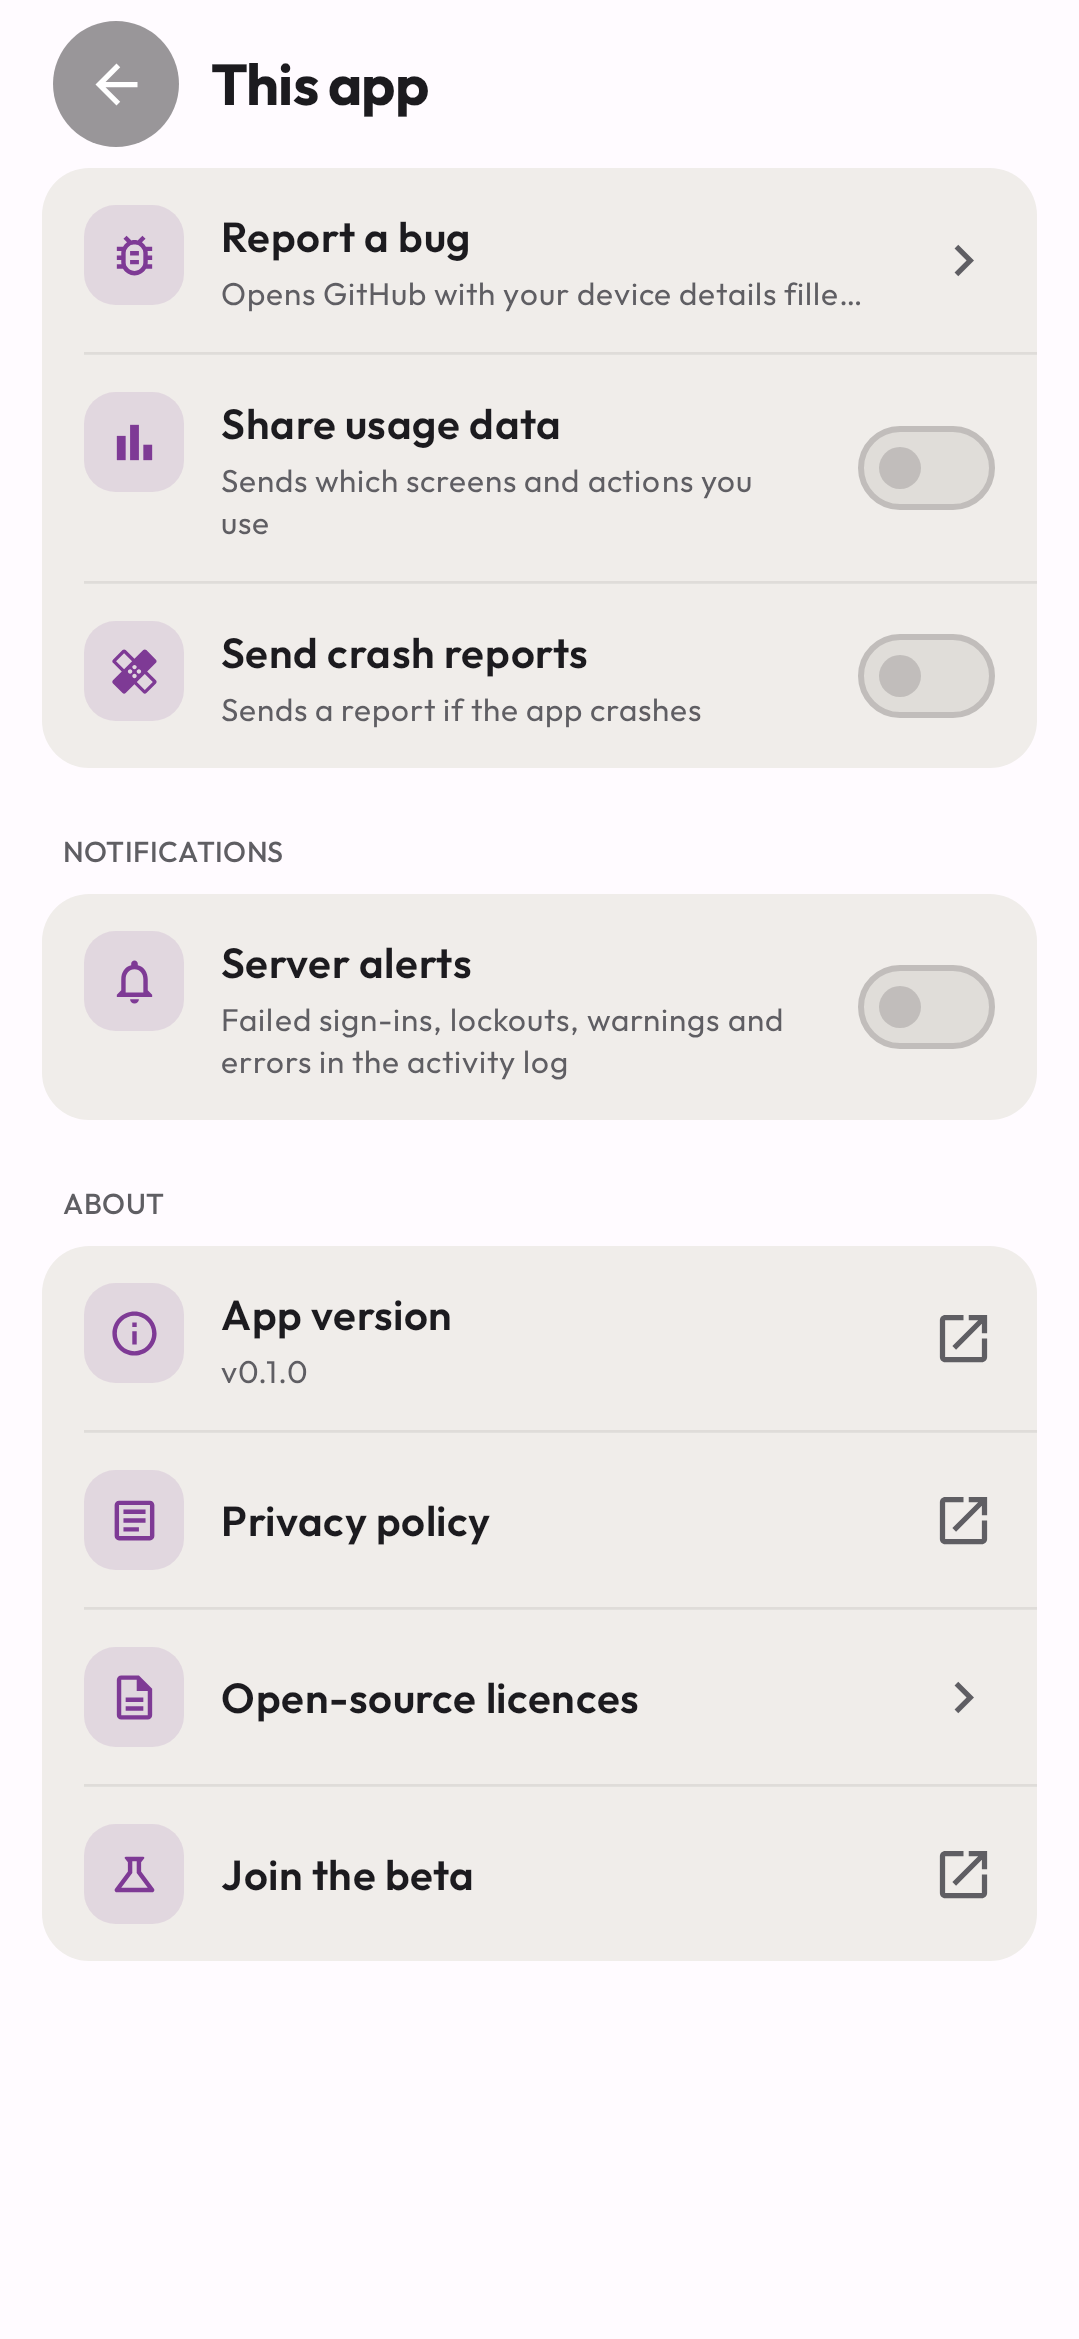 This app
Report a bug
Opens GitHub with your device details fille…
Share usage data
Sends which screens and actions you
use
Send crash reports
Sends a report if the app crashes
NOTIFICATIONS
Server alerts
Failed sign-ins, lockouts, warnings and
errors in the activity log
ABOUT
App version
v0.1.0
Privacy policy
Open-source licences
Join the beta